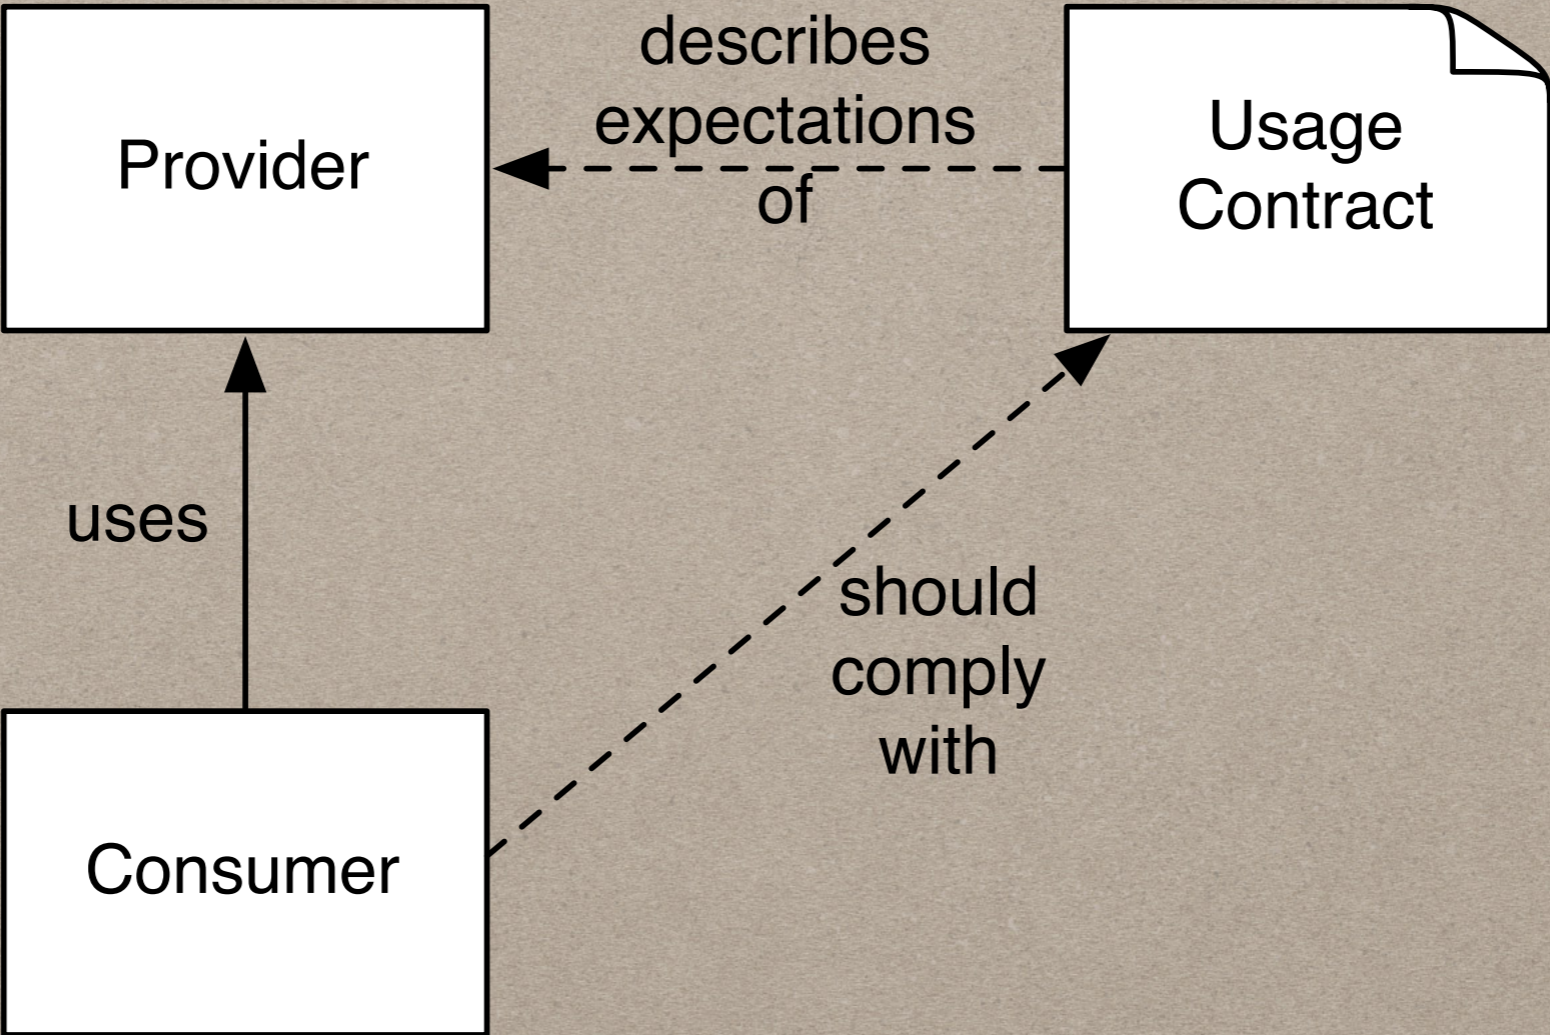 Provider
describes
expectations
of
Usage
Contract
uses
should
comply
with
Consumer